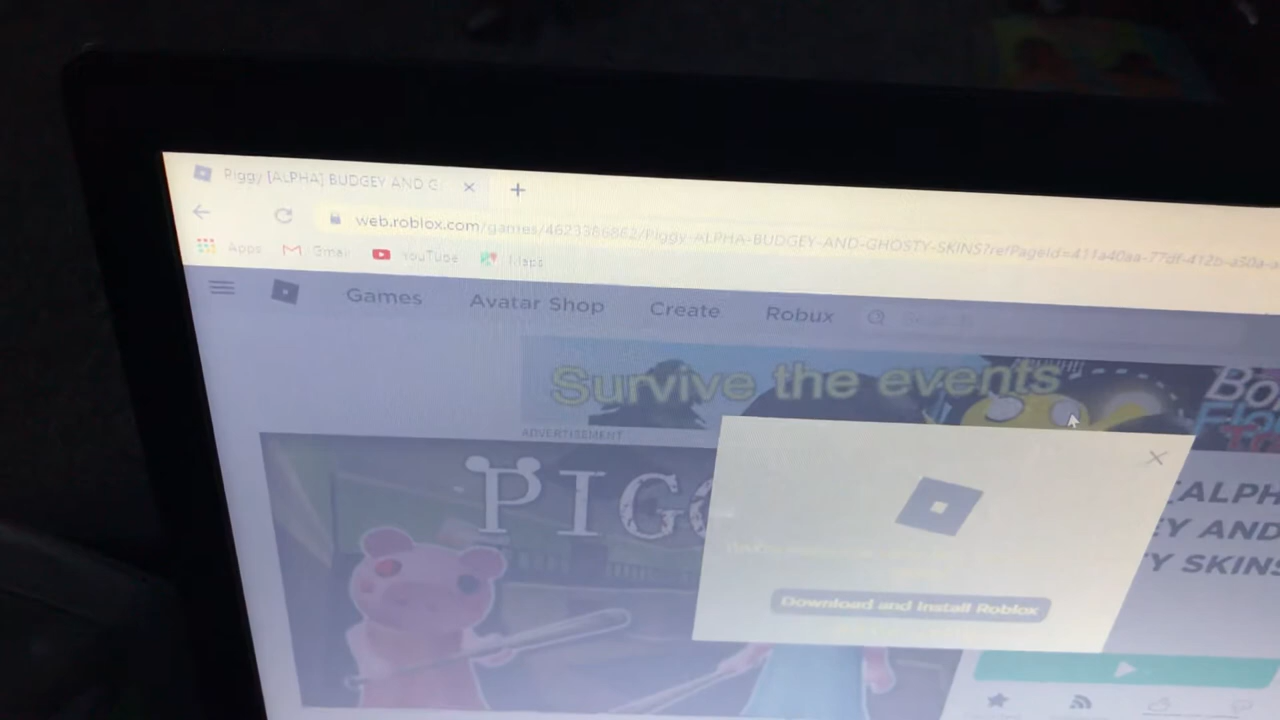 Piggy [ALPHA] BUDGEY AND G
web.roblox.com/games/4623386862/Piggy-ALPHA-BUDGEY-AND-GHOSTY-SKINS?refPageId=411a40aa-77df-412b-a30a-a
Apps Gmail YouTube Maps
Games Avatar Shop Create Robux Search
Survive the events
ADVERTISEMENT
PIGG
[ALPH
EY AND
TY SKINS
Download and Install Roblox